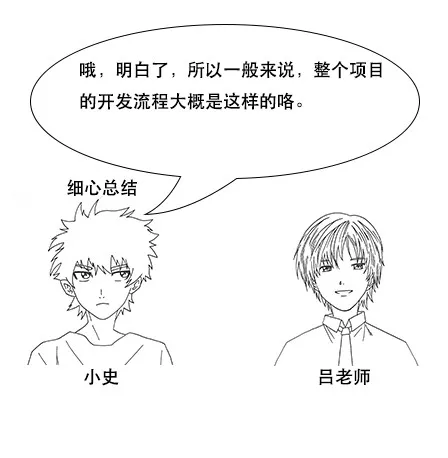 哦，明白了，所以一般来说，整个项目
的开发流程大概是这样的咯。
细心总结
小史
吕老师